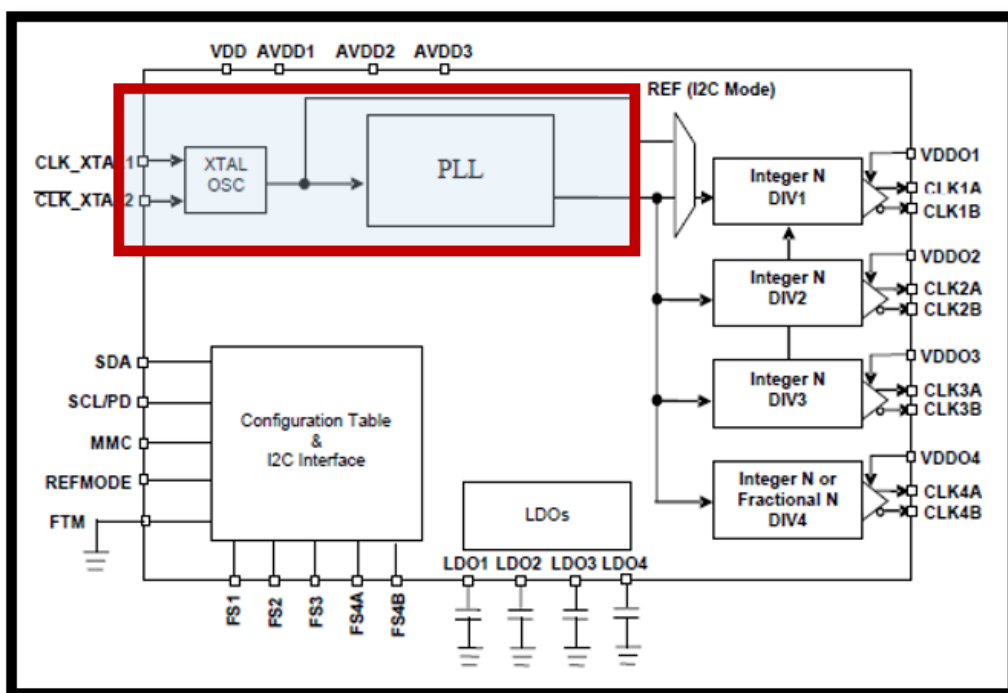 VDD AVDD1 AVDD2 AVDD3
REF (I2C Mode)
CLK_XTAL1
CLK_XTAL2
XTAL
OSC
PLL
Integer N
DIV1
VDDO1
CLK1A
CLK1B
Integer N
DIV2
VDDO2
CLK2A
CLK2B
Integer N
DIV3
VDDO3
CLK3A
CLK3B
Integer N or
Fractional N
DIV4
VDDO4
CLK4A
CLK4B
SDA
SCL/PD
MMC
REFMODE
FTM
Configuration Table
&
I2C Interface
LDOs
LDO1 LDO2 LDO3 LDO4
FS1
FS2
FS3
FS4A
FS4B